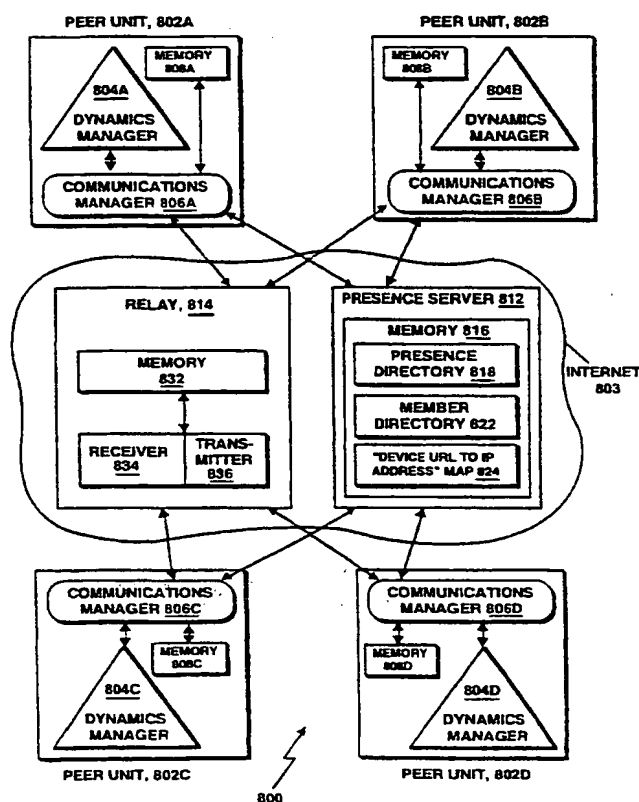 PEER UNIT, 802A
PEER UNIT, 802B
MEMORY
808A
804A
DYNAMICS
MANAGER
COMMUNICATIONS
MANAGER 806A
MEMORY
808B
804B
DYNAMICS
MANAGER
COMMUNICATIONS
MANAGER 806B
RELAY, 814
MEMORY
832
RECEIVER
834
TRANS-
MITTER
836
PRESENCE SERVER 812
MEMORY 816
PRESENCE
DIRECTORY 818
MEMBER
DIRECTORY 822
"DEVICE URL TO IP
ADDRESS" MAP 824
INTERNET
803
COMMUNICATIONS
MANAGER 806C
MEMORY
808C
804C
DYNAMICS
MANAGER
COMMUNICATIONS
MANAGER 806D
MEMORY
808D
804D
DYNAMICS
MANAGER
PEER UNIT, 802C
PEER UNIT, 802D
800